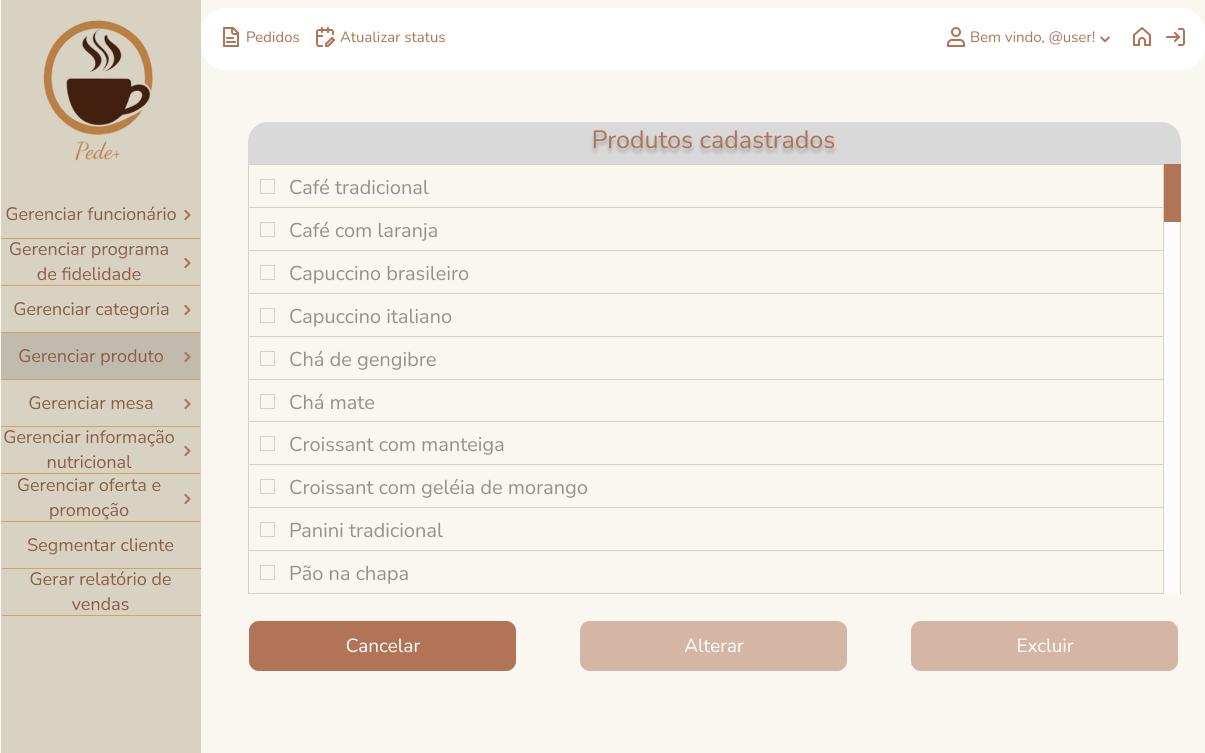 Pede+
Pedidos
Atualizar status
Bem vindo, @user!
Gerenciar funcionário
Gerenciar programa
de fidelidade
Gerenciar categoria
Gerenciar produto
Gerenciar mesa
Gerenciar informação
nutricional
Gerenciar oferta e
promoção
Segmentar cliente
Gerar relatório de
vendas
Produtos cadastrados
Café tradicional
Café com laranja
Capuccino brasileiro
Capuccino italiano
Chá de gengibre
Chá mate
Croissant com manteiga
Croissant com geléia de morango
Panini tradicional
Pão na chapa
Cancelar
Alterar
Excluir